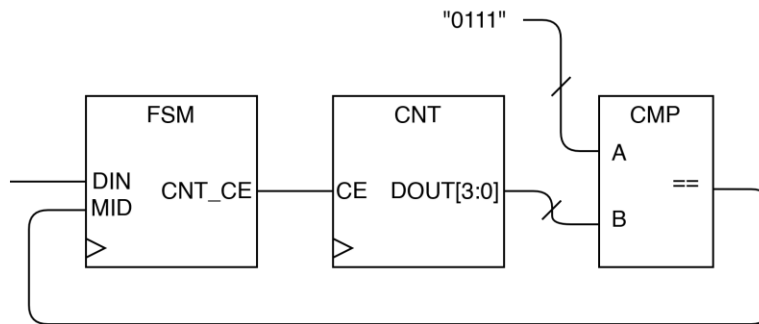 "0111"
FSM
CNT
CMP
DIN
MID
CNT_CE
CE
DOUT[3:0]
A
B
==